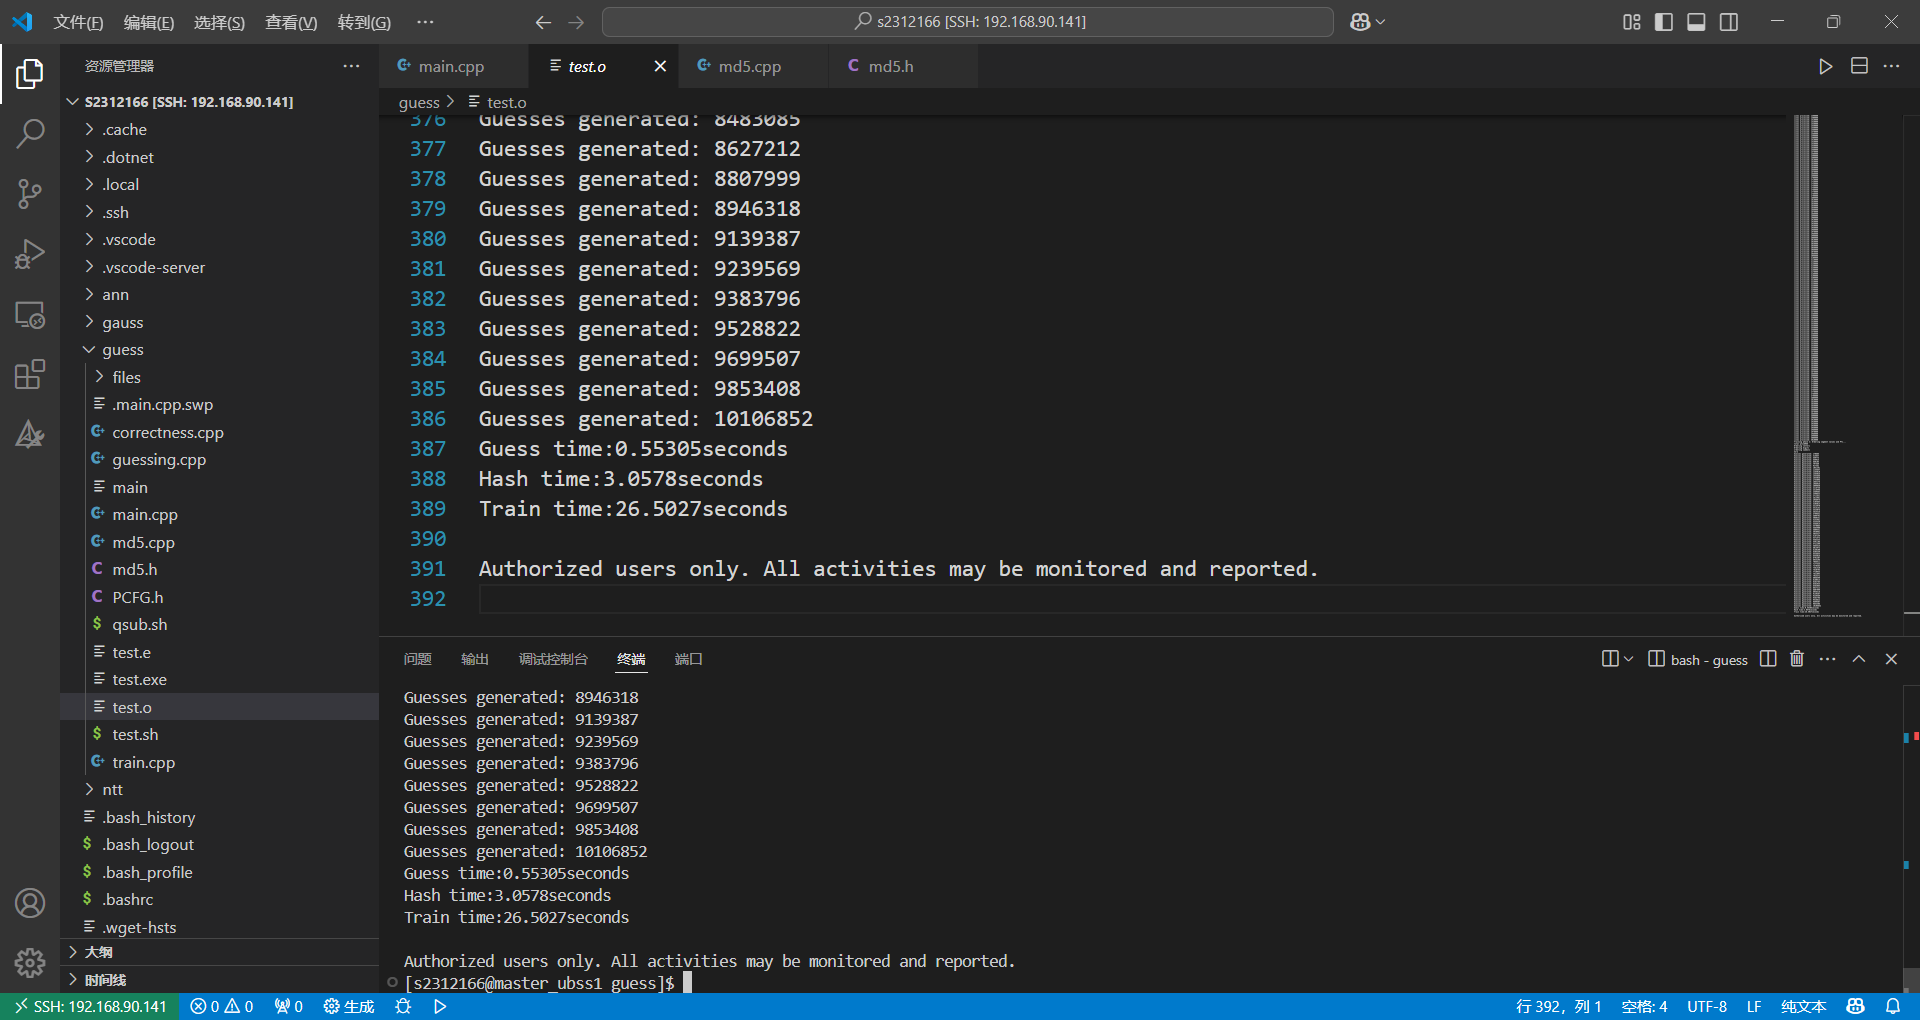 文件(F) 编辑(E) 选择(S) 查看(V) 转到(G) ··· s2312166 [SSH: 192.168.90.141]
资源管理器 ···
S2312166 [SSH: 192.168.90.141]
.cache
.dotnet
.local
.ssh
.vscode
.vscode-server
ann
gauss
guess
files
.main.cpp.swp
correctness.cpp
guessing.cpp
main
main.cpp
md5.cpp
md5.h
PCFG.h
qsub.sh
test.e
test.exe
test.o
test.sh
train.cpp
ntt
.bash_history
.bash_logout
.bash_profile
.bashrc
.wget-hsts
大纲
时间线
main.cpp test.o md5.cpp md5.h
guess > test.o
376 Guesses generated: 8483085
377 Guesses generated: 8627212
378 Guesses generated: 8807999
379 Guesses generated: 8946318
380 Guesses generated: 9139387
381 Guesses generated: 9239569
382 Guesses generated: 9383796
383 Guesses generated: 9528822
384 Guesses generated: 9699507
385 Guesses generated: 9853408
386 Guesses generated: 10106852
387 Guess time:0.55305seconds
388 Hash time:3.0578seconds
389 Train time:26.5027seconds
390
391 Authorized users only. All activities may be monitored and reported.
392
问题 输出 调试控制台 终端 端口 bash - guess
Guesses generated: 8946318
Guesses generated: 9139387
Guesses generated: 9239569
Guesses generated: 9383796
Guesses generated: 9528822
Guesses generated: 9699507
Guesses generated: 9853408
Guesses generated: 10106852
Guess time:0.55305seconds
Hash time:3.0578seconds
Train time:26.5027seconds
Authorized users only. All activities may be monitored and reported.
[s2312166@master_ubss1 guess]$
SSH: 192.168.90.141 0 0 0 生成 行 392，列 1 空格: 4 UTF-8 LF 纯文本